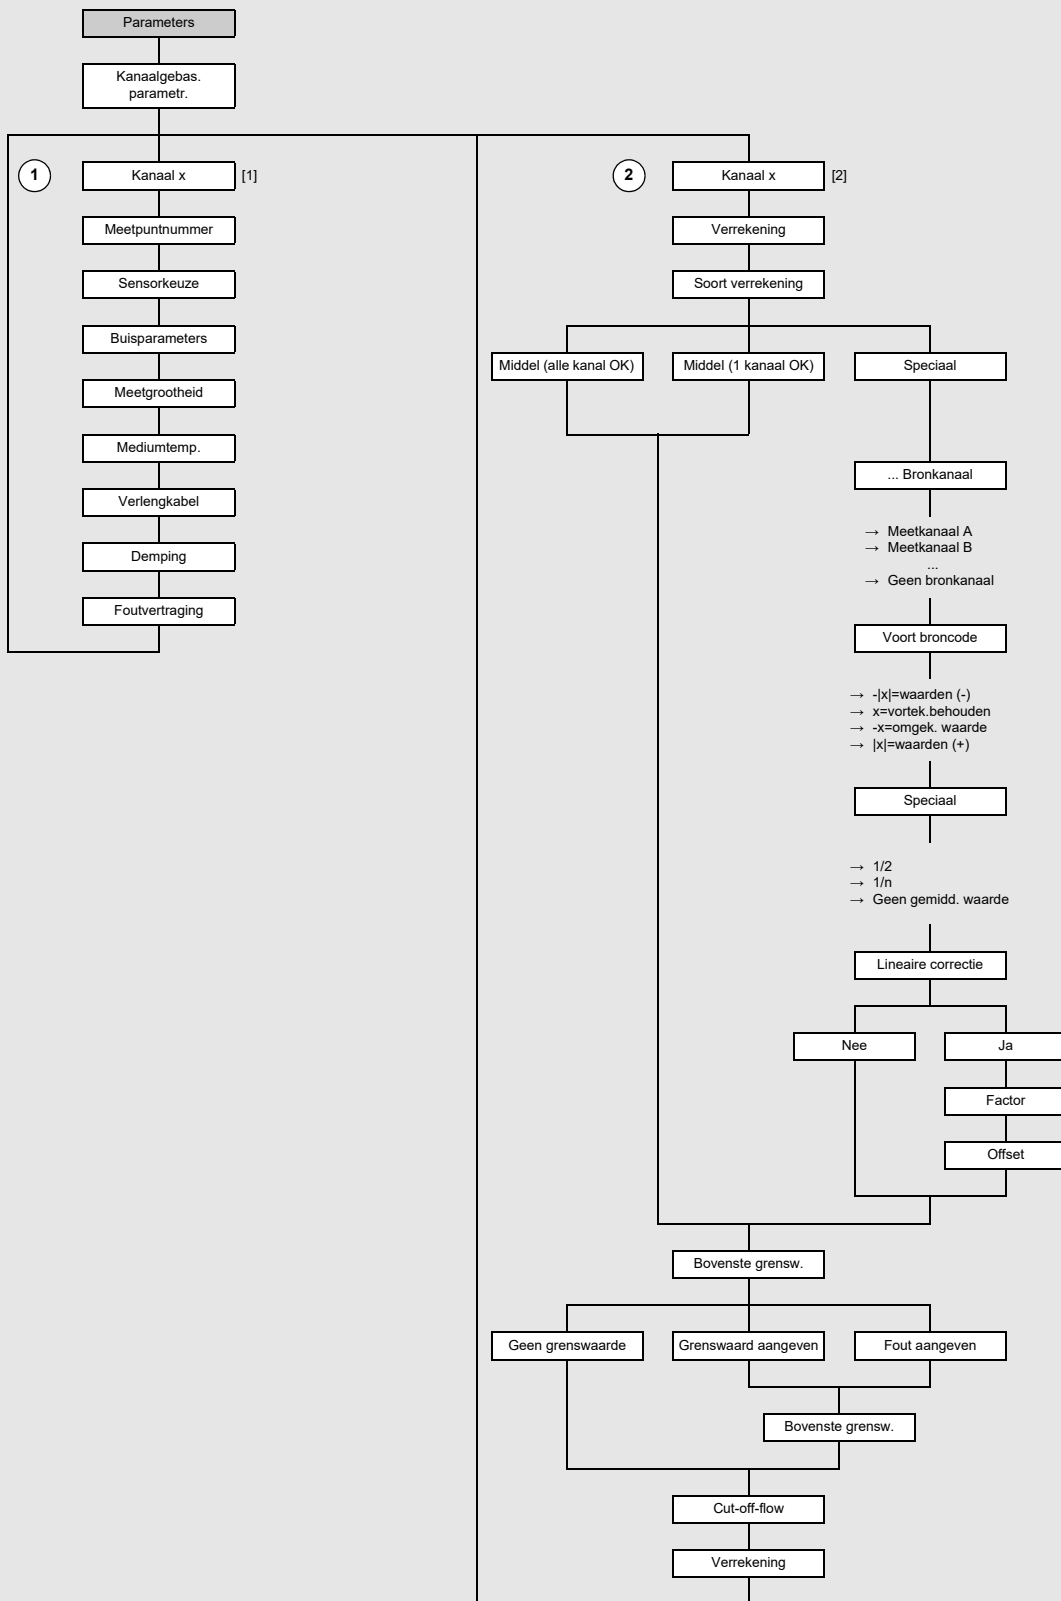 Parameters
Kanaalgebas.
parametr.
1
Kanaal x
[1]
Meetpuntnummer
Sensorkeuze
Buisparameters
Meetgrootheid
Mediumtemp.
Verlengkabel
Demping
Foutvertraging
2
Kanaal x
[2]
Verrekening
Soort verrekening
Middel (alle kanal OK)
Middel (1 kanaal OK)
Speciaal
... Bronkanaal
→ Meetkanaal A
→ Meetkanaal B
...
→ Geen bronkanaal
Voort broncode
→ -|x|=waarden (-)
→ x=vortek.behouden
→ -x=omgek. waarde
→ |x|=waarden (+)
Speciaal
→ 1/2
→ 1/n
→ Geen gemidd. waarde
Lineaire correctie
Nee
Ja
Factor
Offset
Bovenste grensw.
Geen grenswaarde
Grenswaard aangeven
Fout aangeven
Bovenste grensw.
Cut-off-flow
Verrekening